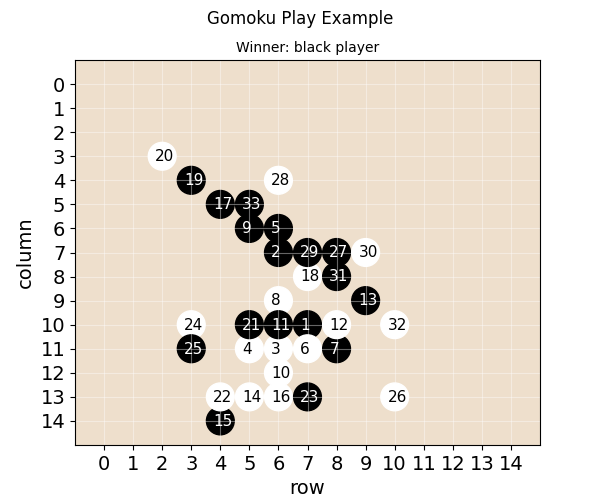 Gomoku Play Example
Winner: black player
0
1
2
3 20
4 19 28
5 17 33
6 9 5
7 2 29 27 30
8 18 31
9 8 13
10 24 21 11 1 12 32
11 25 4 3 6 7
12 10
13 22 14 16 23 26
14 15
column
0 1 2 3 4 5 6 7 8 9 10 11 12 13 14
row